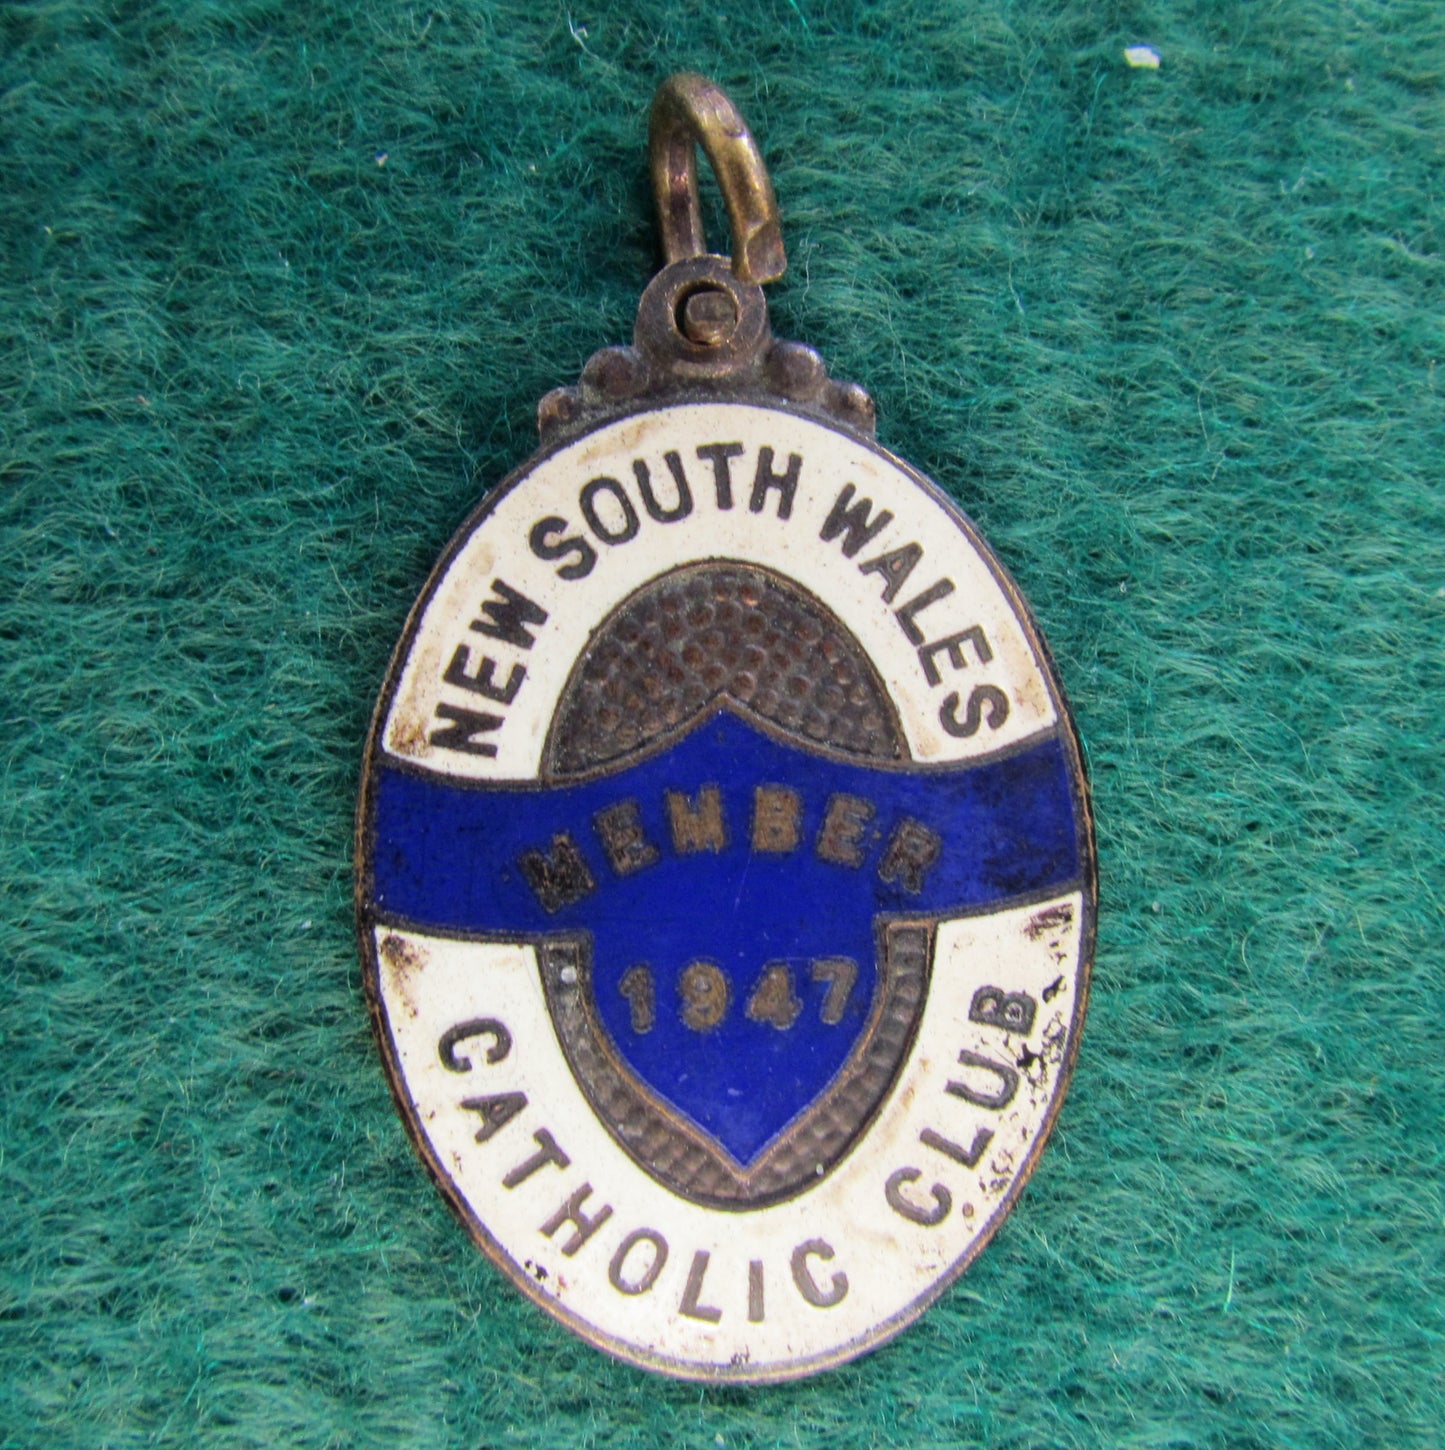 NEW SOUTH WALES
MEMBER
1947
CATHOLIC CLUB